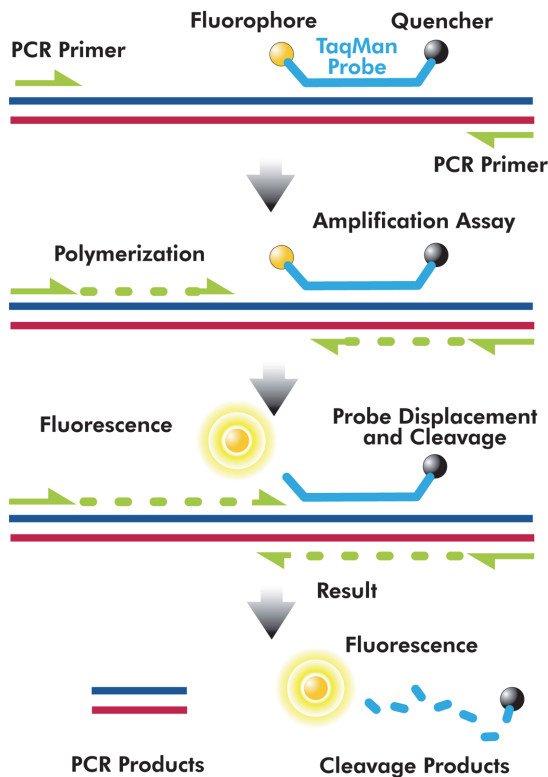 Fluorophore
Quencher
PCR Primer
TaqMan
Probe
PCR Primer
Amplification Assay
Polymerization
Fluorescence
Probe Displacement
and Cleavage
Result
Fluorescence
PCR Products
Cleavage Products